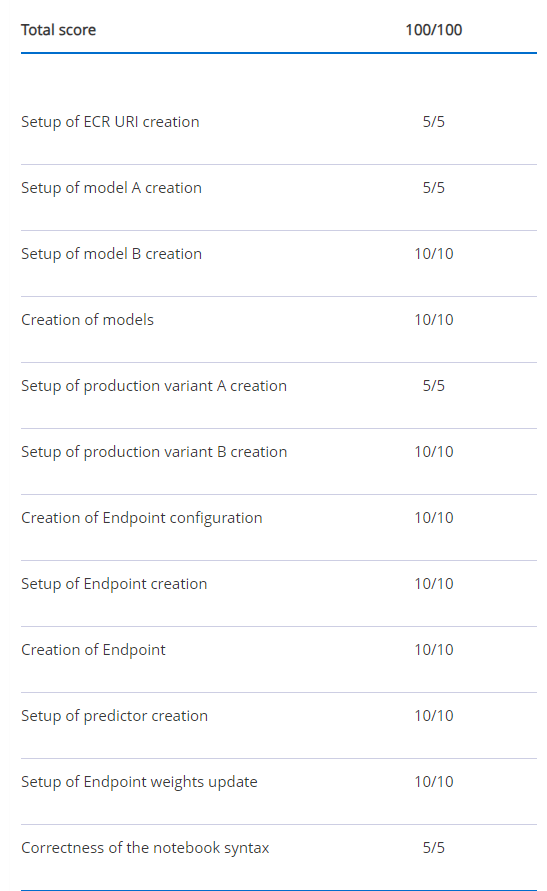 Total score 100/100
Setup of ECR URI creation 5/5
Setup of model A creation 5/5
Setup of model B creation 10/10
Creation of models 10/10
Setup of production variant A creation 5/5
Setup of production variant B creation 10/10
Creation of Endpoint configuration 10/10
Setup of Endpoint creation 10/10
Creation of Endpoint 10/10
Setup of predictor creation 10/10
Setup of Endpoint weights update 10/10
Correctness of the notebook syntax 5/5